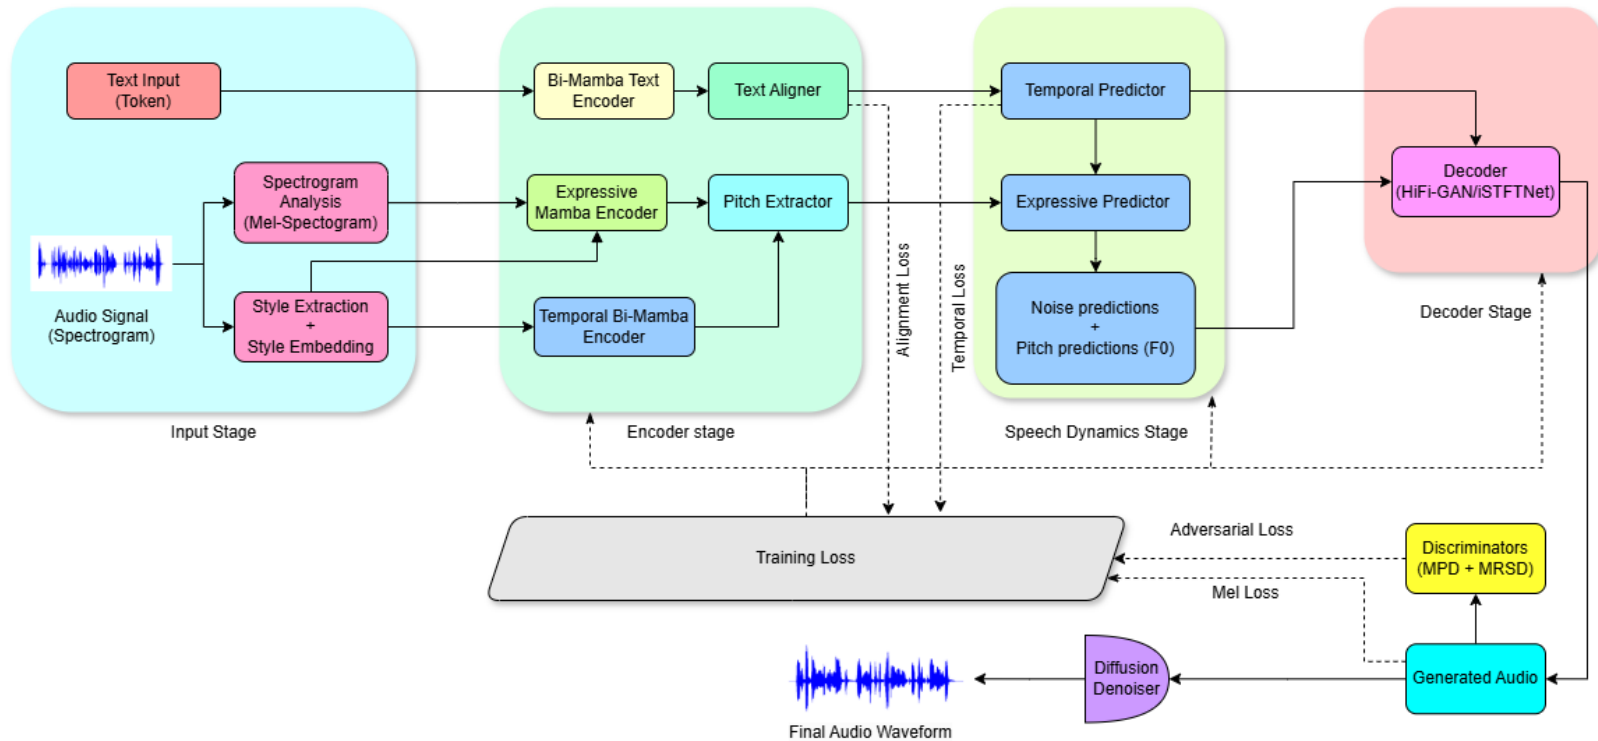 Text Input
(Token)
Spectrogram
Analysis
(Mel-Spectogram)
Audio Signal
(Spectrogram)
Style Extraction
+
Style Embedding
Input Stage
Bi-Mamba Text
Encoder
Text Aligner
Expressive
Mamba Encoder
Pitch Extractor
Temporal Bi-Mamba
Encoder
Encoder stage
Alignment Loss
Temporal Loss
Temporal Predictor
Expressive Predictor
Noise predictions
+
Pitch predictions (F0)
Speech Dynamics Stage
Decoder
(HiFi-GAN/iSTFTNet)
Decoder Stage
Training Loss
Adversarial Loss
Mel Loss
Discriminators
(MPD + MRSD)
Generated Audio
Diffusion
Denoiser
Final Audio Waveform